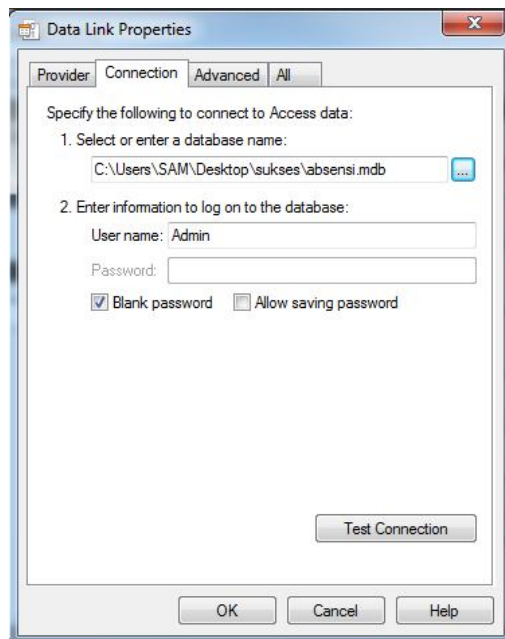 Data Link Properties
Provider Connection Advanced All
Specify the following to connect to Access data:
1. Select or enter a database name:
C:\Users\SAM\Desktop\sukses\absensi.mdb ...
2. Enter information to log on to the database:
User name: Admin
Password:
Blank password Allow saving password
Test Connection
OK Cancel Help